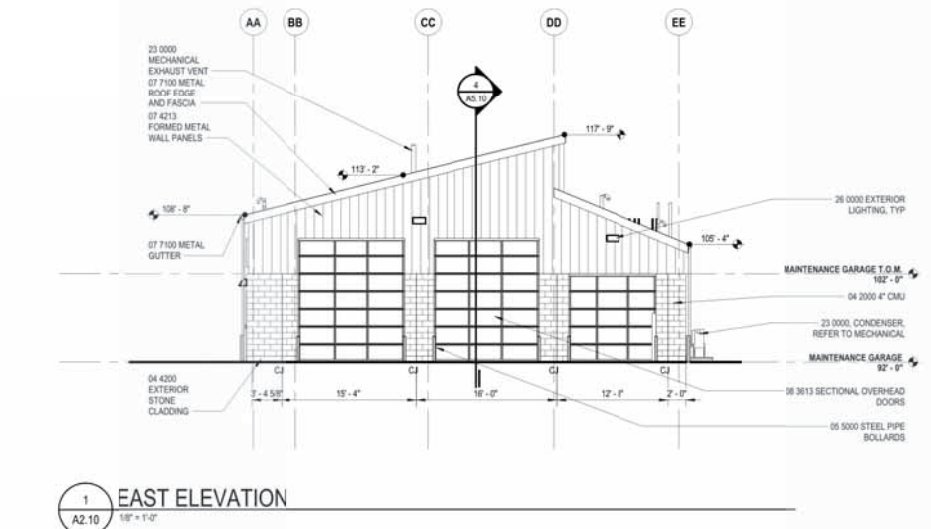 AA BB CC DD EE
23 0000
MECHANICAL
EXHAUST VENT
07 7100 METAL
ROOF EDGE
AND FASCIA
07 4213
FORMED METAL
WALL PANELS
4
A5.10
117' - 9"
113' - 2"
108' - 8"
26 0000 EXTERIOR
LIGHTING, TYP
105' - 4"
07 7100 METAL
GUTTER
MAINTENANCE GARAGE T.O.M.
102' - 0"
04 2000 4" CMU
23 0000, CONDENSER,
REFER TO MECHANICAL
MAINTENANCE GARAGE
92' - 0"
CJ CJ CJ CJ
04 4200
EXTERIOR
STONE
CLADDING
3' - 4 5/8" 15' - 4" 16' - 0" 12' - 1" 2' - 0"
08 3613 SECTIONAL OVERHEAD
DOORS
05 5000 STEEL PIPE
BOLLARDS
1
A2.10
EAST ELEVATION
1/8" = 1'-0"